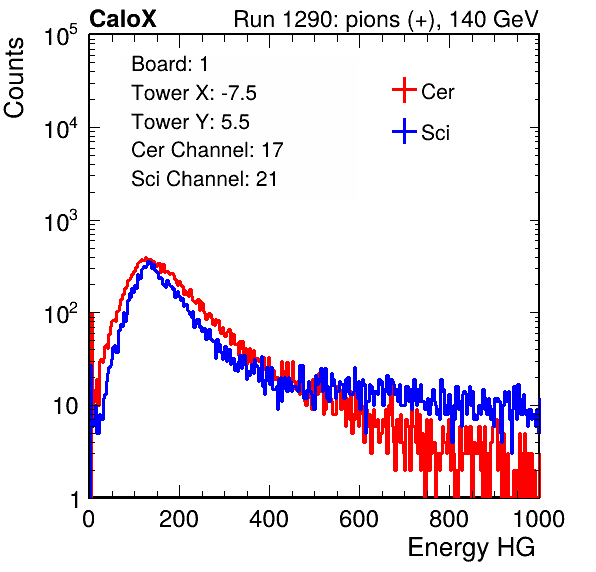 CaloX Run 1290: pions (+), 140 GeV
Board: 1
Tower X: -7.5
Tower Y: 5.5
Cer Channel: 17
Sci Channel: 21
Cer
Sci
Counts
10^5
10^4
10^3
10^2
10
1
0 200 400 600 800 1000
Energy HG